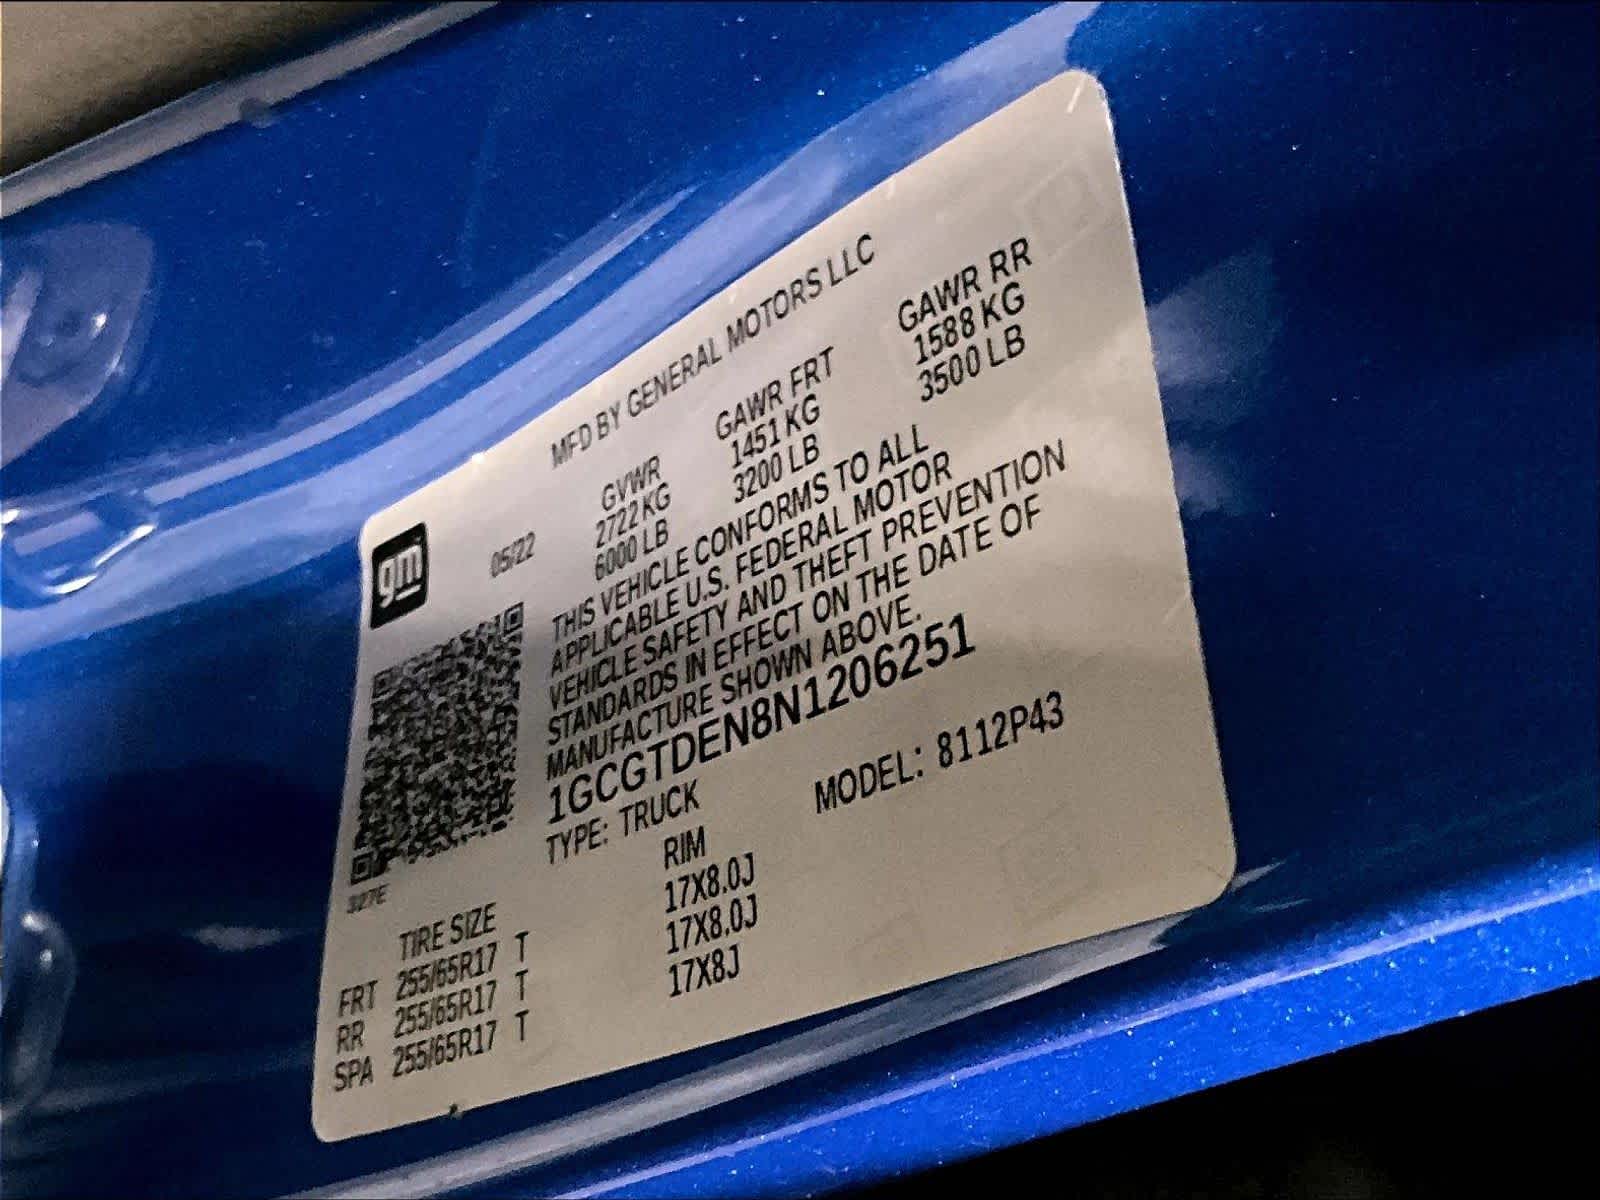 MFD BY GENERAL MOTORS LLC
gm
05/22
GVWR GAWR FRT GAWR RR
2722 KG 1451 KG 1588 KG
6000 LB 3200 LB 3500 LB
THIS VEHICLE CONFORMS TO ALL
APPLICABLE U.S. FEDERAL MOTOR
VEHICLE SAFETY AND THEFT PREVENTION
STANDARDS IN EFFECT ON THE DATE OF
MANUFACTURE SHOWN ABOVE.
1GCGTDEN8N1206251
TYPE: TRUCK MODEL: 8112P43
327E
TIRE SIZE RIM
FRT 255/65R17 T 17X8.0J
RR 255/65R17 T 17X8.0J
SPA 255/65R17 T 17X8J